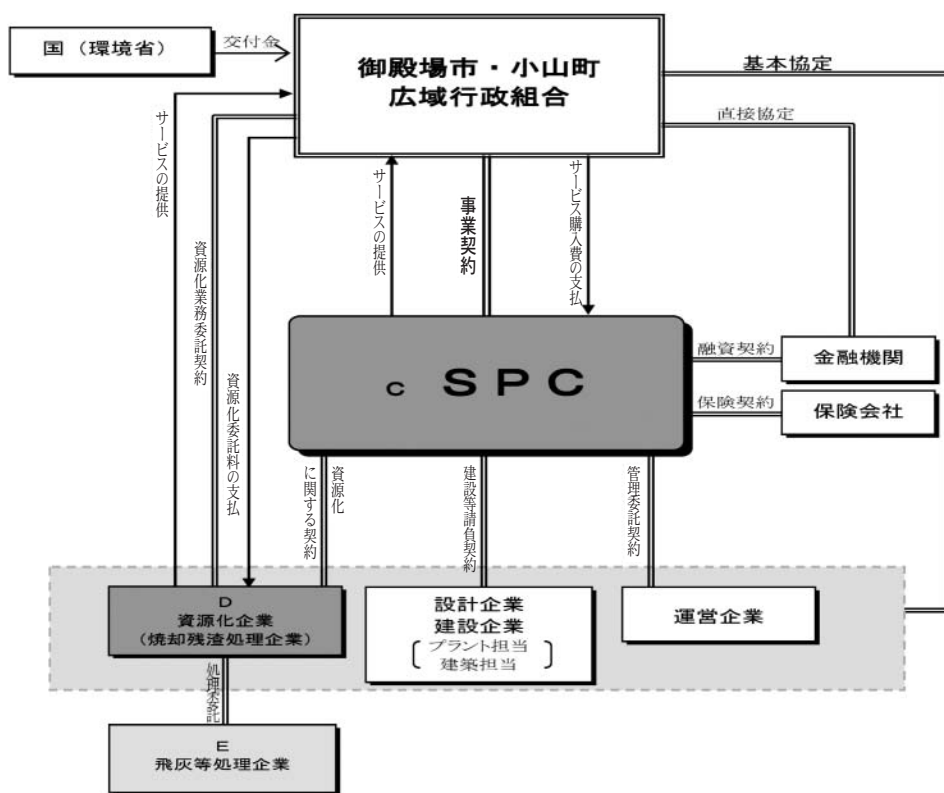 国（環境省）
交付金
御殿場市・小山町
広域行政組合
基本協定
直接協定
サービスの提供
資源化業務委託契約
資源化委託料の支払
サービスの提供
事業契約
サービス購入費の支払
C SPC
融資契約
金融機関
保険契約
保険会社
資源化
に関する契約
建設等請負契約
管理委託契約
D
資源化企業
（焼却残渣処理企業）
設計企業
建設企業
プラント担当
建築担当
運営企業
処理委託
E
飛灰等処理企業